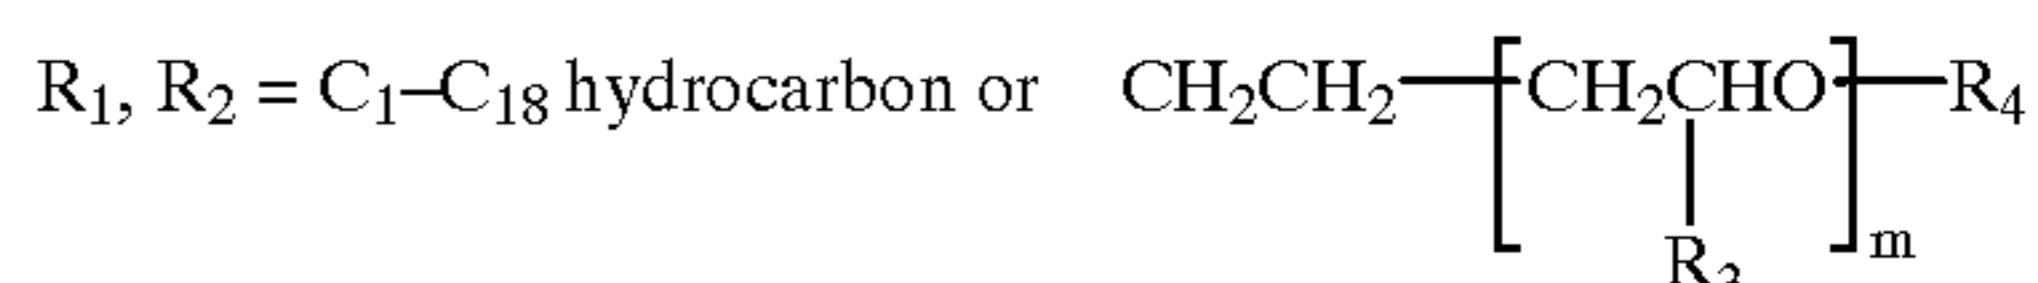 R₁, R₂ = C₁–C₁₈ hydrocarbon or CH₂CH₂—[CH₂CHO]ₘ—R₄
R₃